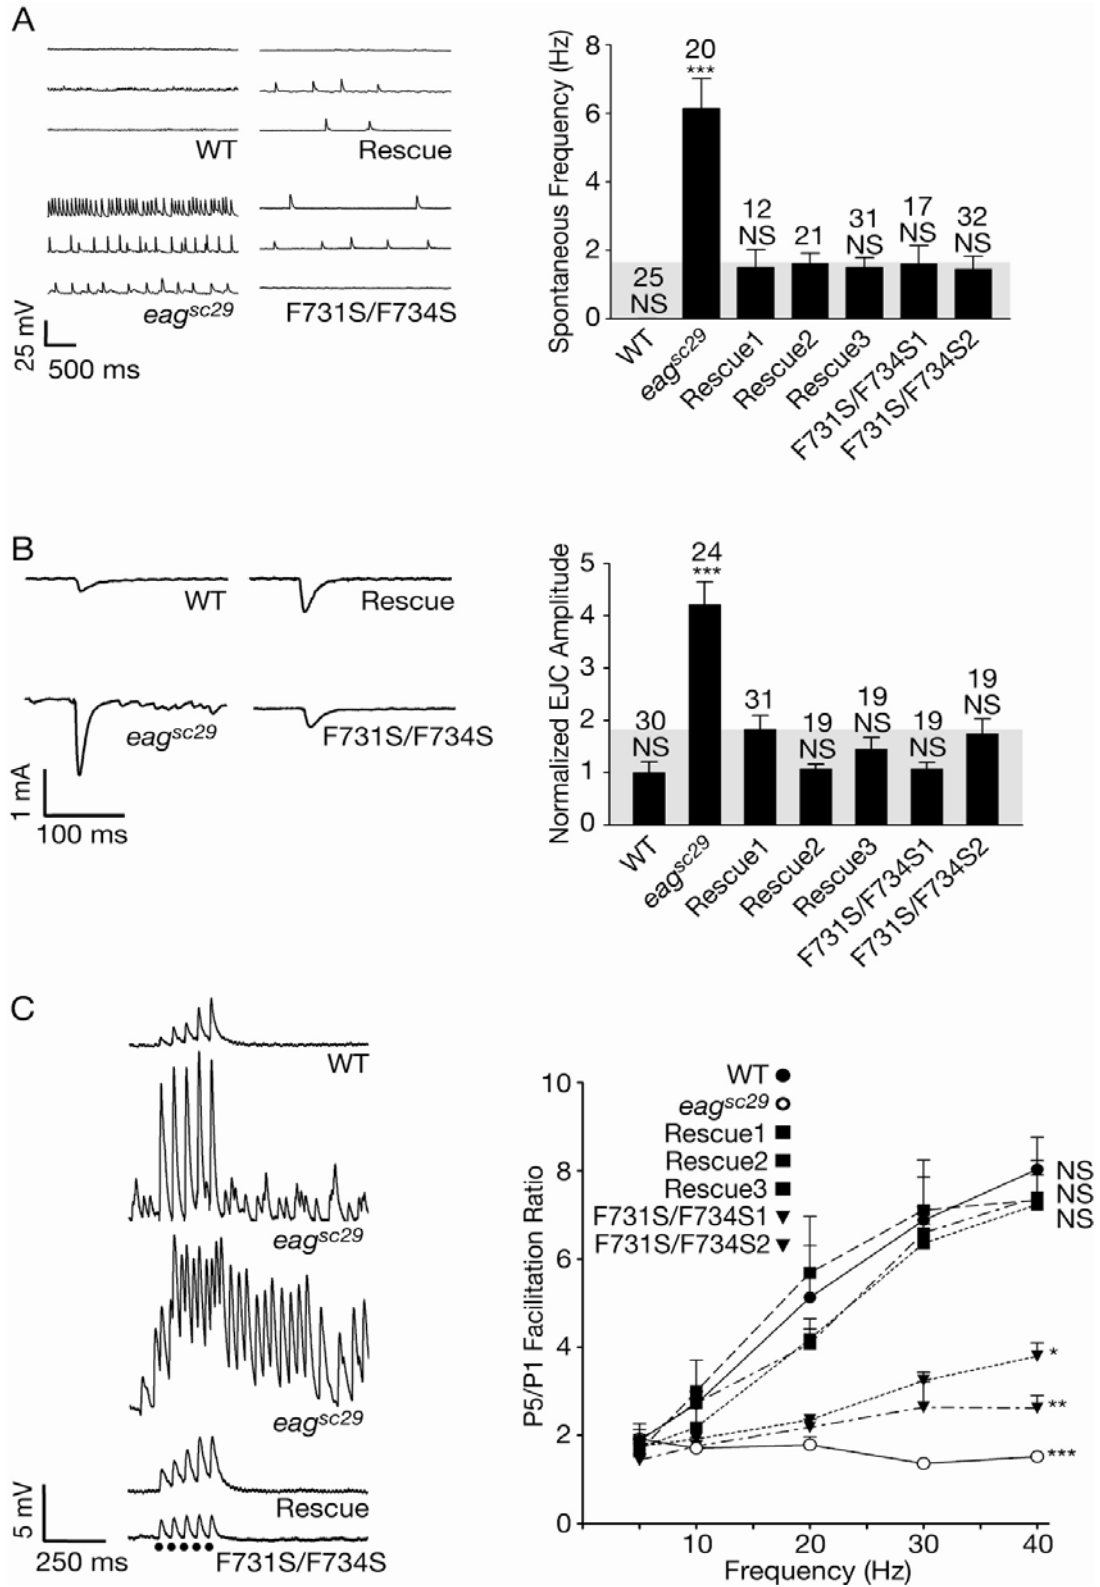 A
WT
Rescue
eagsc29
F731S/F734S
25 mV
500 ms
Spontaneous Frequency (Hz)
8
6
4
2
0
25
NS
20
***
12
NS
21
31
NS
17
NS
32
NS
WT
eagsc29
Rescue1
Rescue2
Rescue3
F731S/F734S1
F731S/F734S2
B
WT
Rescue
eagsc29
F731S/F734S
1 mA
100 ms
Normalized EJC Amplitude
5
4
3
2
1
0
30
NS
24
***
31
19
NS
19
NS
19
NS
19
NS
WT
eagsc29
Rescue1
Rescue2
Rescue3
F731S/F734S1
F731S/F734S2
C
WT
eagsc29
eagsc29
Rescue
F731S/F734S
5 mV
250 ms
P5/P1 Facilitation Ratio
10
8
6
4
2
0
WT
eagsc29
Rescue1
Rescue2
Rescue3
F731S/F734S1
F731S/F734S2
NS
NS
NS
*
**
***
10
20
30
40
Frequency (Hz)